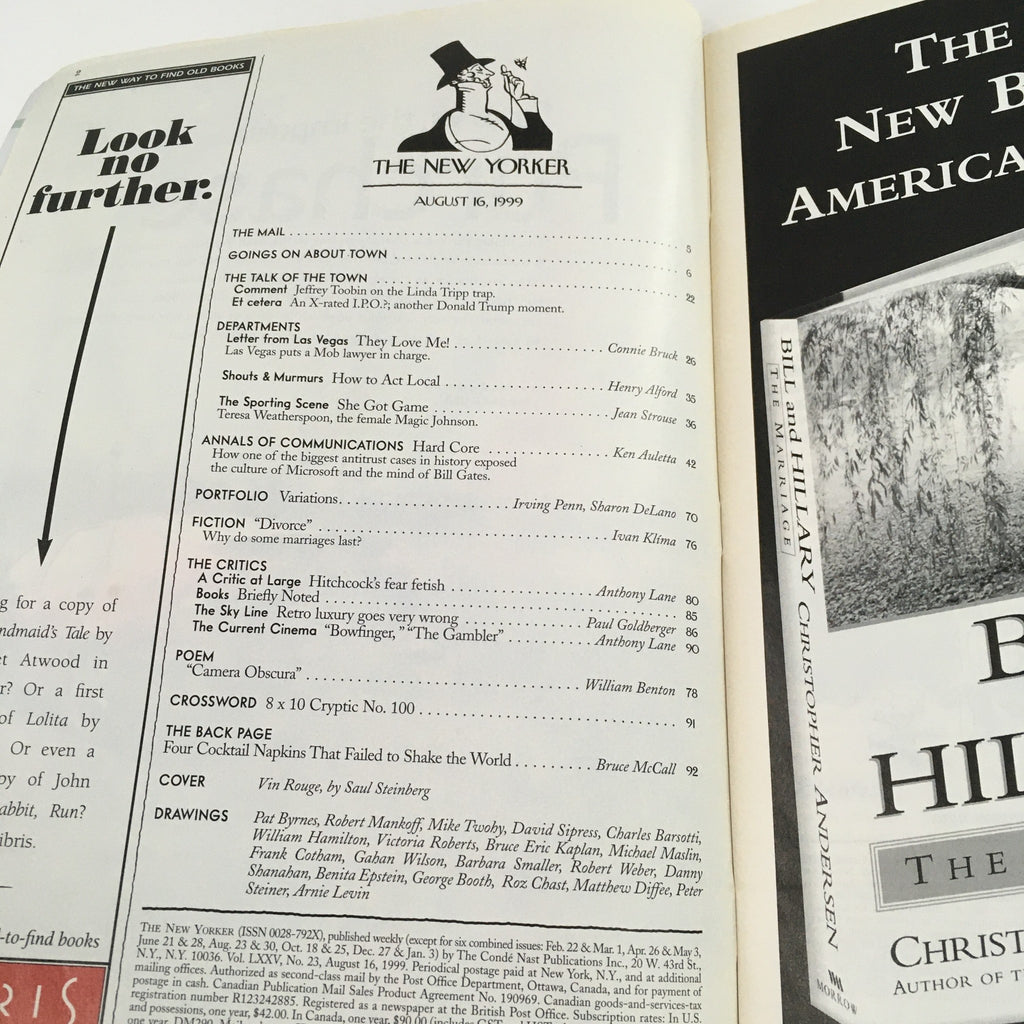 2
THE NEW WAY TO FIND OLD BOOKS
Look
no
further.
g for a copy of
ndmaid's Tale by
et Atwood in
r? Or a first
of Lolita by
Or even a
py of John
abbit, Run?
ibris.
-to-find books
RIS
THE NEW YORKER
AUGUST 16, 1999
THE MAIL 5
GOINGS ON ABOUT TOWN 6
THE TALK OF THE TOWN 22
Comment Jeffrey Toobin on the Linda Tripp trap.
Et cetera An X-rated I.P.O.?; another Donald Trump moment.
DEPARTMENTS
Letter from Las Vegas They Love Me! Connie Bruck 26
Las Vegas puts a Mob lawyer in charge.
Shouts & Murmurs How to Act Local Henry Alford 35
The Sporting Scene She Got Game Jean Strouse 36
Teresa Weatherspoon, the female Magic Johnson.
ANNALS OF COMMUNICATIONS Hard Core Ken Auletta 42
How one of the biggest antitrust cases in history exposed
the culture of Microsoft and the mind of Bill Gates.
PORTFOLIO Variations Irving Penn, Sharon DeLano 70
FICTION "Divorce" Ivan Klíma 76
Why do some marriages last?
THE CRITICS
A Critic at Large Hitchcock's fear fetish Anthony Lane 80
Books Briefly Noted 85
The Sky Line Retro luxury goes very wrong Paul Goldberger 86
The Current Cinema "Bowfinger," "The Gambler" Anthony Lane 90
POEM
"Camera Obscura" William Benton 78
CROSSWORD 8 x 10 Cryptic No. 100 91
THE BACK PAGE
Four Cocktail Napkins That Failed to Shake the World Bruce McCall 92
COVER Vin Rouge, by Saul Steinberg
DRAWINGS Pat Byrnes, Robert Mankoff, Mike Twohy, David Sipress, Charles Barsotti,
William Hamilton, Victoria Roberts, Bruce Eric Kaplan, Michael Maslin,
Frank Cotham, Gahan Wilson, Barbara Smaller, Robert Weber, Danny
Shanahan, Benita Epstein, George Booth, Roz Chast, Matthew Diffee, Peter
Steiner, Arnie Levin
THE NEW YORKER (ISSN 0028-792X), published weekly (except for six combined issues: Feb. 22 & Mar. 1, Apr. 26 & May 3,
June 21 & 28, Aug. 23 & 30, Oct. 18 & 25, Dec. 27 & Jan. 3) by The Condé Nast Publications Inc., 20 W. 43rd St.,
N.Y., N.Y. 10036. Vol. LXXV, No. 23, August 16, 1999. Periodical postage paid at New York, N.Y., and at additional
mailing offices. Authorized as second-class mail by the Post Office Department, Ottawa, Canada, and for payment of
postage in cash. Canadian Publication Mail Sales Product Agreement No. 190969. Canadian goods-and-services-tax
registration number R123242885. Registered as a newspaper at the British Post Office. Subscription rates: In U.S.
and possessions, one year, $42.00. In Canada, one year, $90.00
THE
NEW B
AMERICA
BILL and HILLARY CHRISTOPHER ANDERSEN
THE MARRIAGE
MORROW
B
HIL
THE
CHRIST
AUTHOR OF T